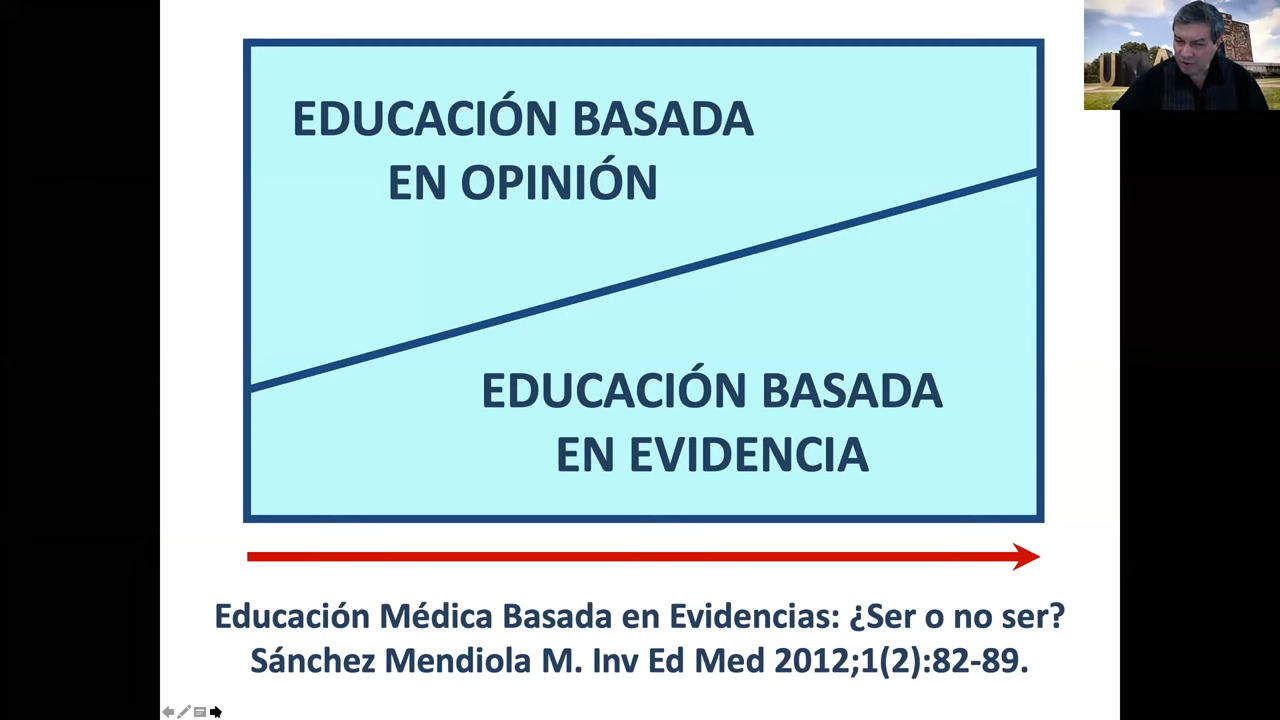 EDUCACIÓN BASADA
EN OPINIÓN
EDUCACIÓN BASADA
EN EVIDENCIA
Educación Médica Basada en Evidencias: ¿Ser o no ser?
Sánchez Mendiola M. Inv Ed Med 2012;1(2):82-89.